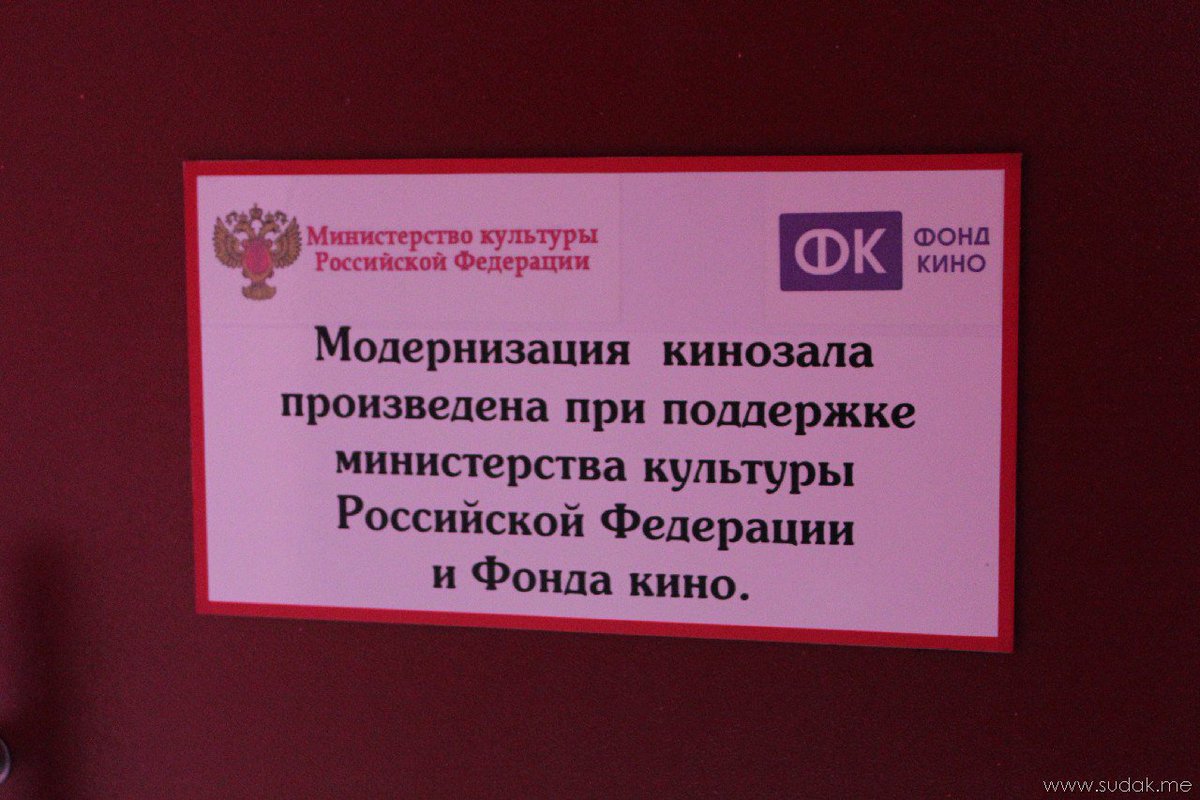 Министерство культуры
Российской Федерации
ФК
ФОНД
КИНО
Модернизация кинозала
произведена при поддержке
министерства культуры
Российской Федерации
и Фонда кино.
www.sudak.me